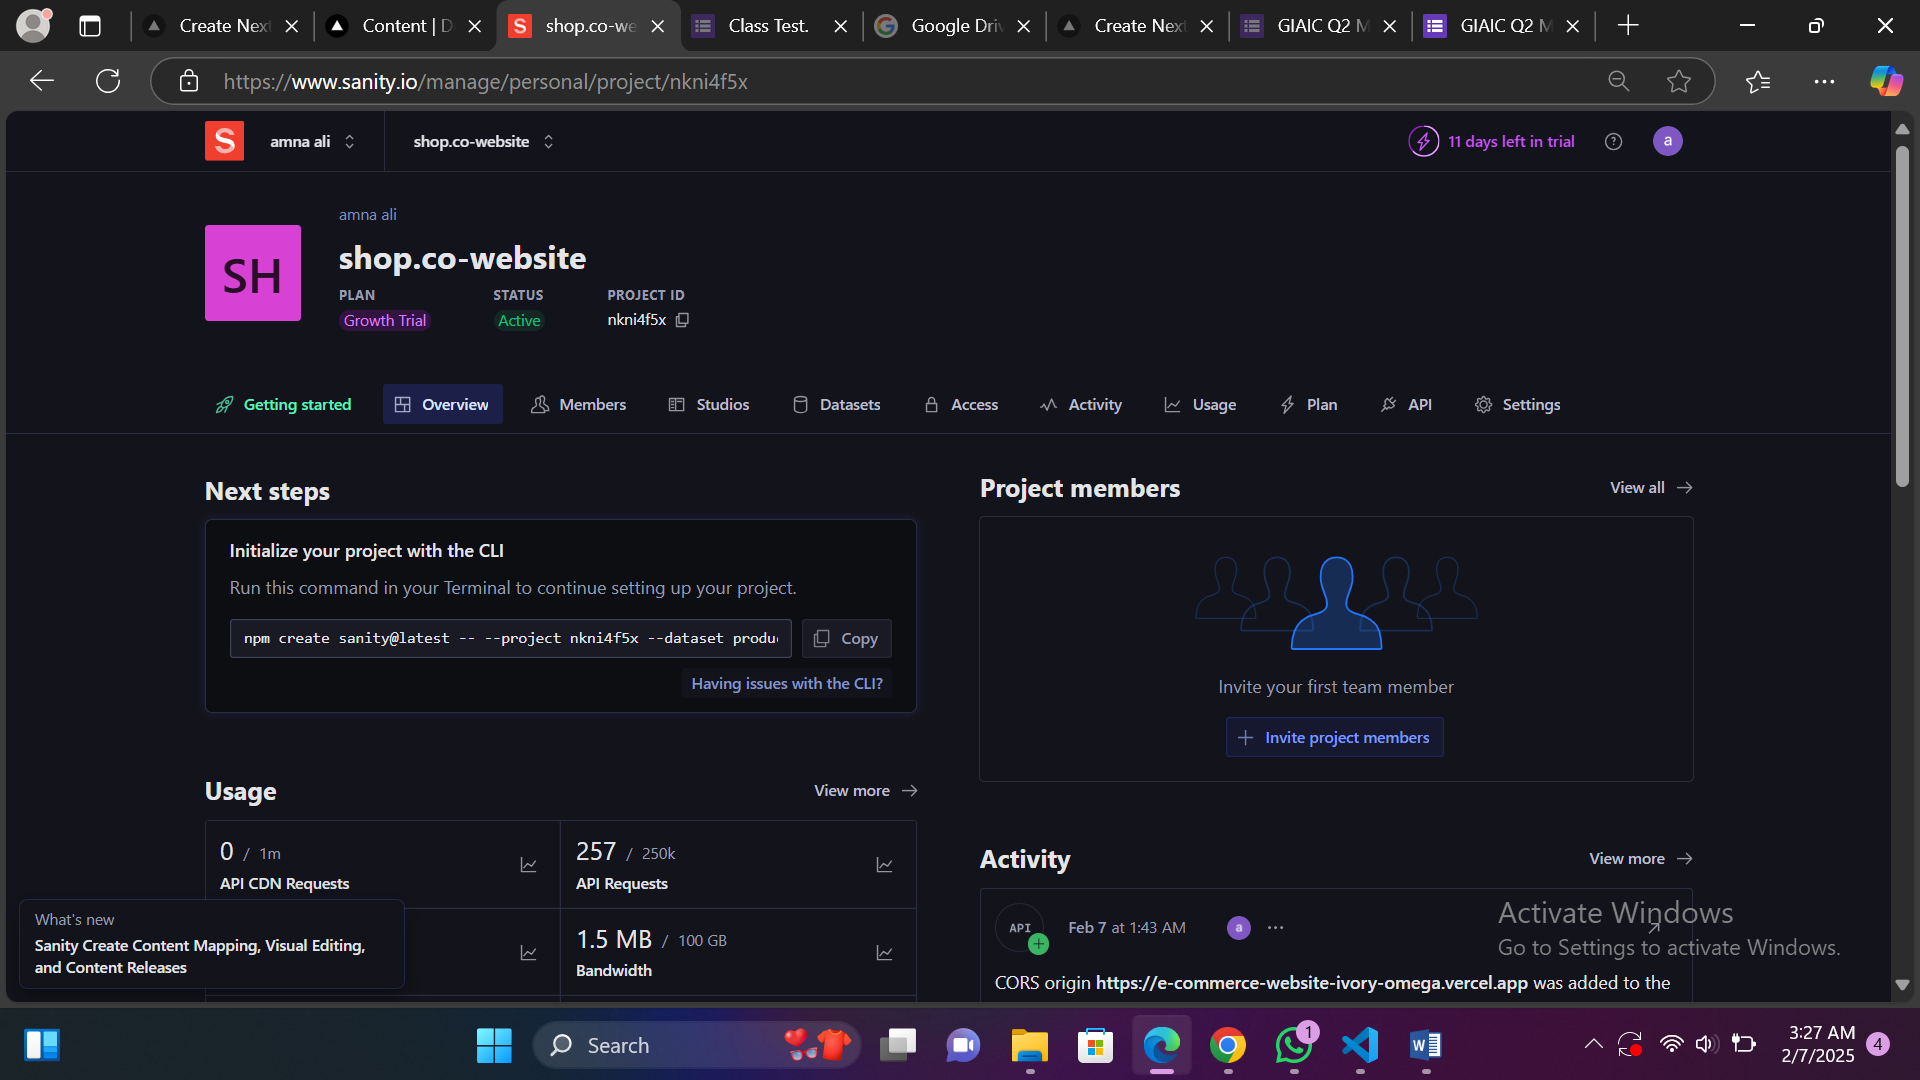 Create Nex
Content | D
S
shop.co-we
Class Test.
Google Driv
Create Nex
GIAIC Q2 M
GIAIC Q2 M
https://www.sanity.io/manage/personal/project/nkni4f5x
S
amna ali
shop.co-website
11 days left in trial
a
amna ali
SH
shop.co-website
PLAN
STATUS
PROJECT ID
Growth Trial
Active
nkni4f5x
Getting started
Overview
Members
Studios
Datasets
Access
Activity
Usage
Plan
API
Settings
Next steps
Initialize your project with the CLI
Run this command in your Terminal to continue setting up your project.
npm create sanity@latest -- --project nkni4f5x --dataset produc
Copy
Having issues with the CLI?
Project members
View all
Invite your first team member
Invite project members
Usage
View more
0 / 1m
API CDN Requests
257 / 250k
API Requests
1.5 MB / 100 GB
Bandwidth
What's new
Sanity Create Content Mapping, Visual Editing,
and Content Releases
Activity
View more
API
Feb 7 at 1:43 AM
a
CORS origin https://e-commerce-website-ivory-omega.vercel.app was added to the
Activate Windows
Go to Settings to activate Windows.
Search
1
W
3:27 AM
2/7/2025
4